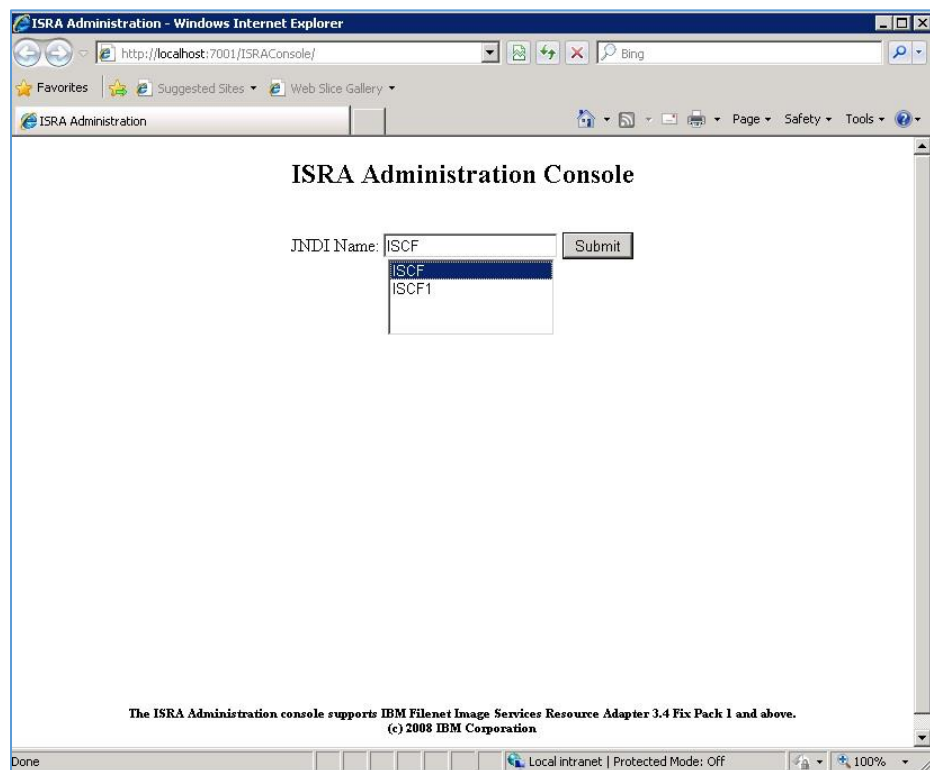 ISRA Administration - Windows Internet Explorer
http://localhost:7001/ISRAConsole/
Bing
Favorites
Suggested Sites
Web Slice Gallery
ISRA Administration
Page
Safety
Tools
ISRA Administration Console
JNDI Name:
ISCF
Submit
ISCF
ISCF1
The ISRA Administration console supports IBM Filenet Image Services Resource Adapter 3.4 Fix Pack 1 and above.
(c) 2008 IBM Corporation
Done
Local intranet | Protected Mode: Off
100%